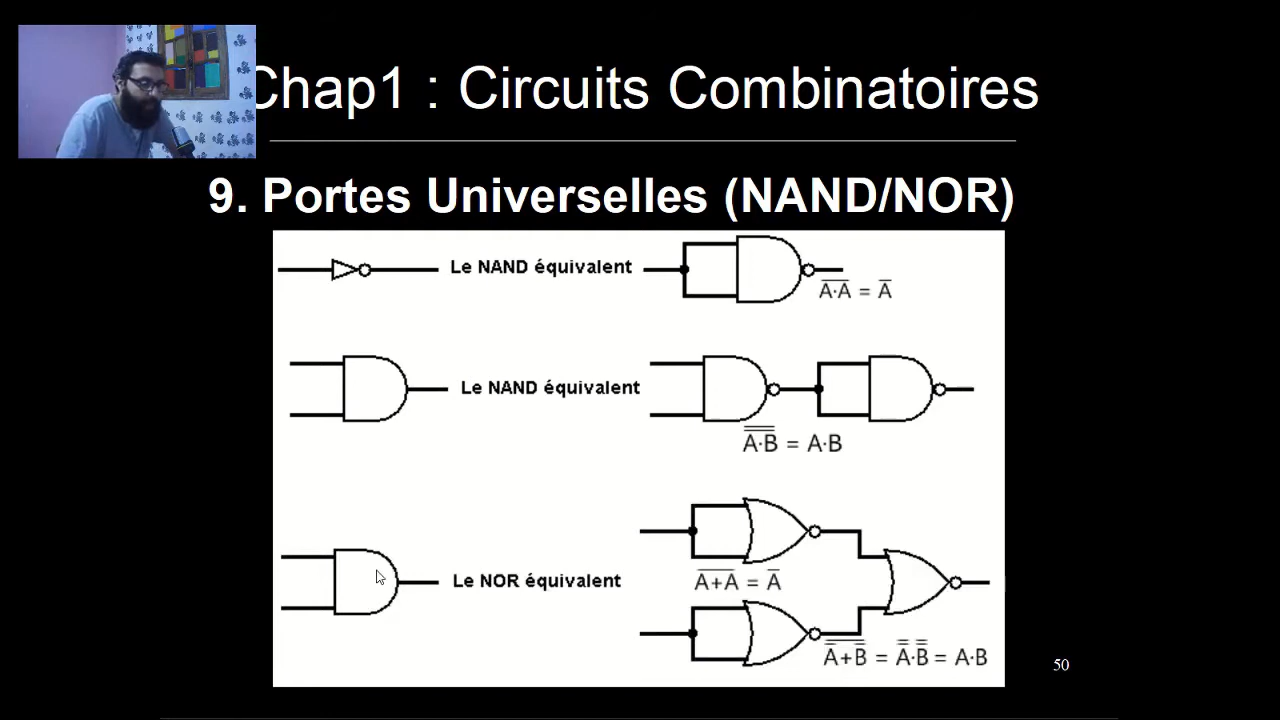 Chap1 : Circuits Combinatoires
9. Portes Universelles (NAND/NOR)
Le NAND équivalent
A̅·̅A̅ = A̅
Le NAND équivalent
A̿·̿B̿ = A·B
Le NOR équivalent
A̅+̅A̅ = A̅
A̿+̅B̿ = A̿·B̿ = A·B
50